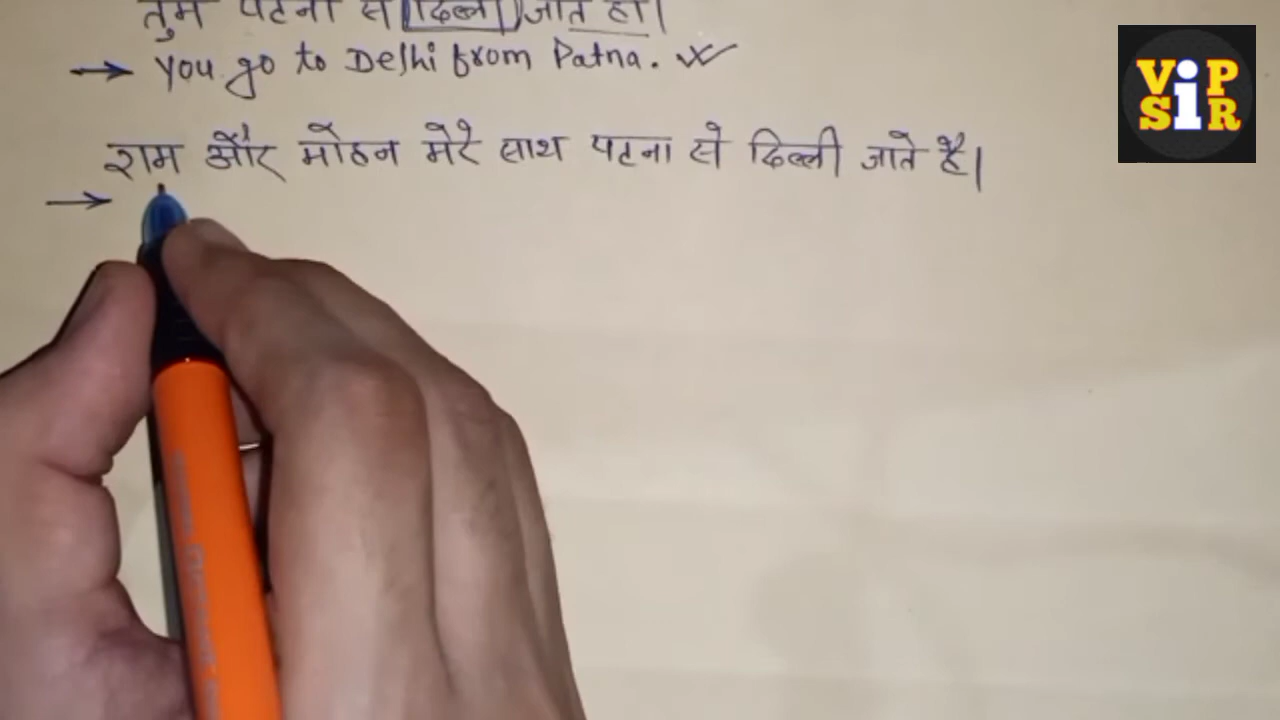 तुम पटना से दिल्ली जाते हो।
→ You go to Delhi from Patna.
राम और मोहन मेरे साथ पटना से दिल्ली जाते है।
→
ViP
SiR